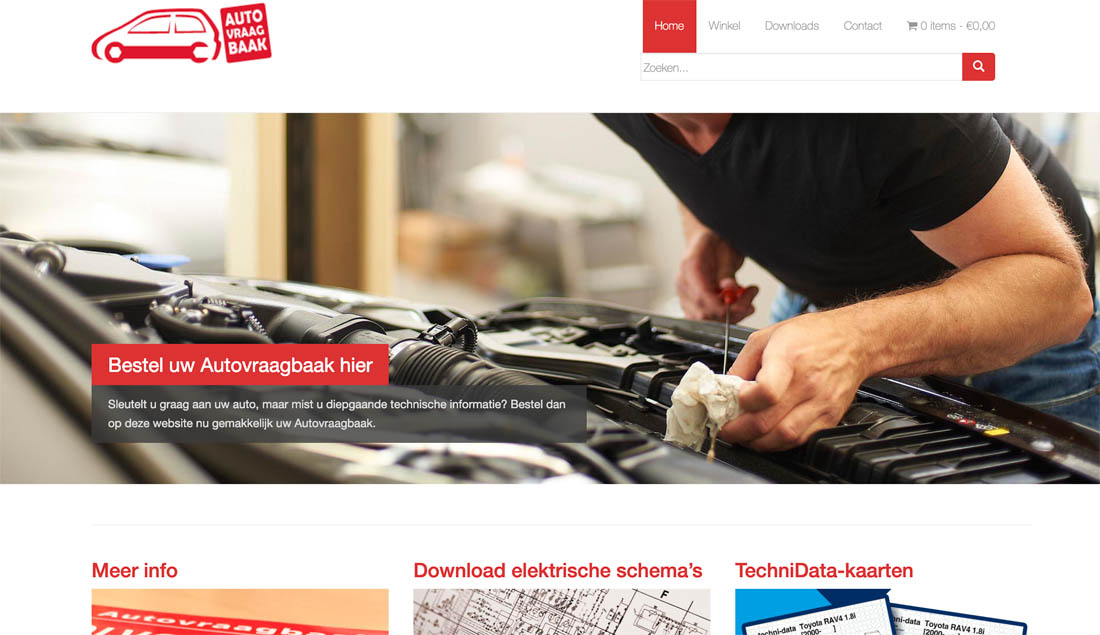 AUTO
VRAAG
BAAK
Home Winkel Downloads Contact 0 items - €0,00
Zoeken...
Bestel uw Autovraagbaak hier
Sleutelt u graag aan uw auto, maar mist u diepgaande technische informatie? Bestel dan
op deze website nu gemakkelijk uw Autovraagbaak.
Meer info
Download elektrische schema's
TechniData-kaarten
Autovraagbaak
F
techni-data Toyota RAV4 1.8i
[2000- ]
hni-data Toyota RAV4 1.8i
[2000- ]